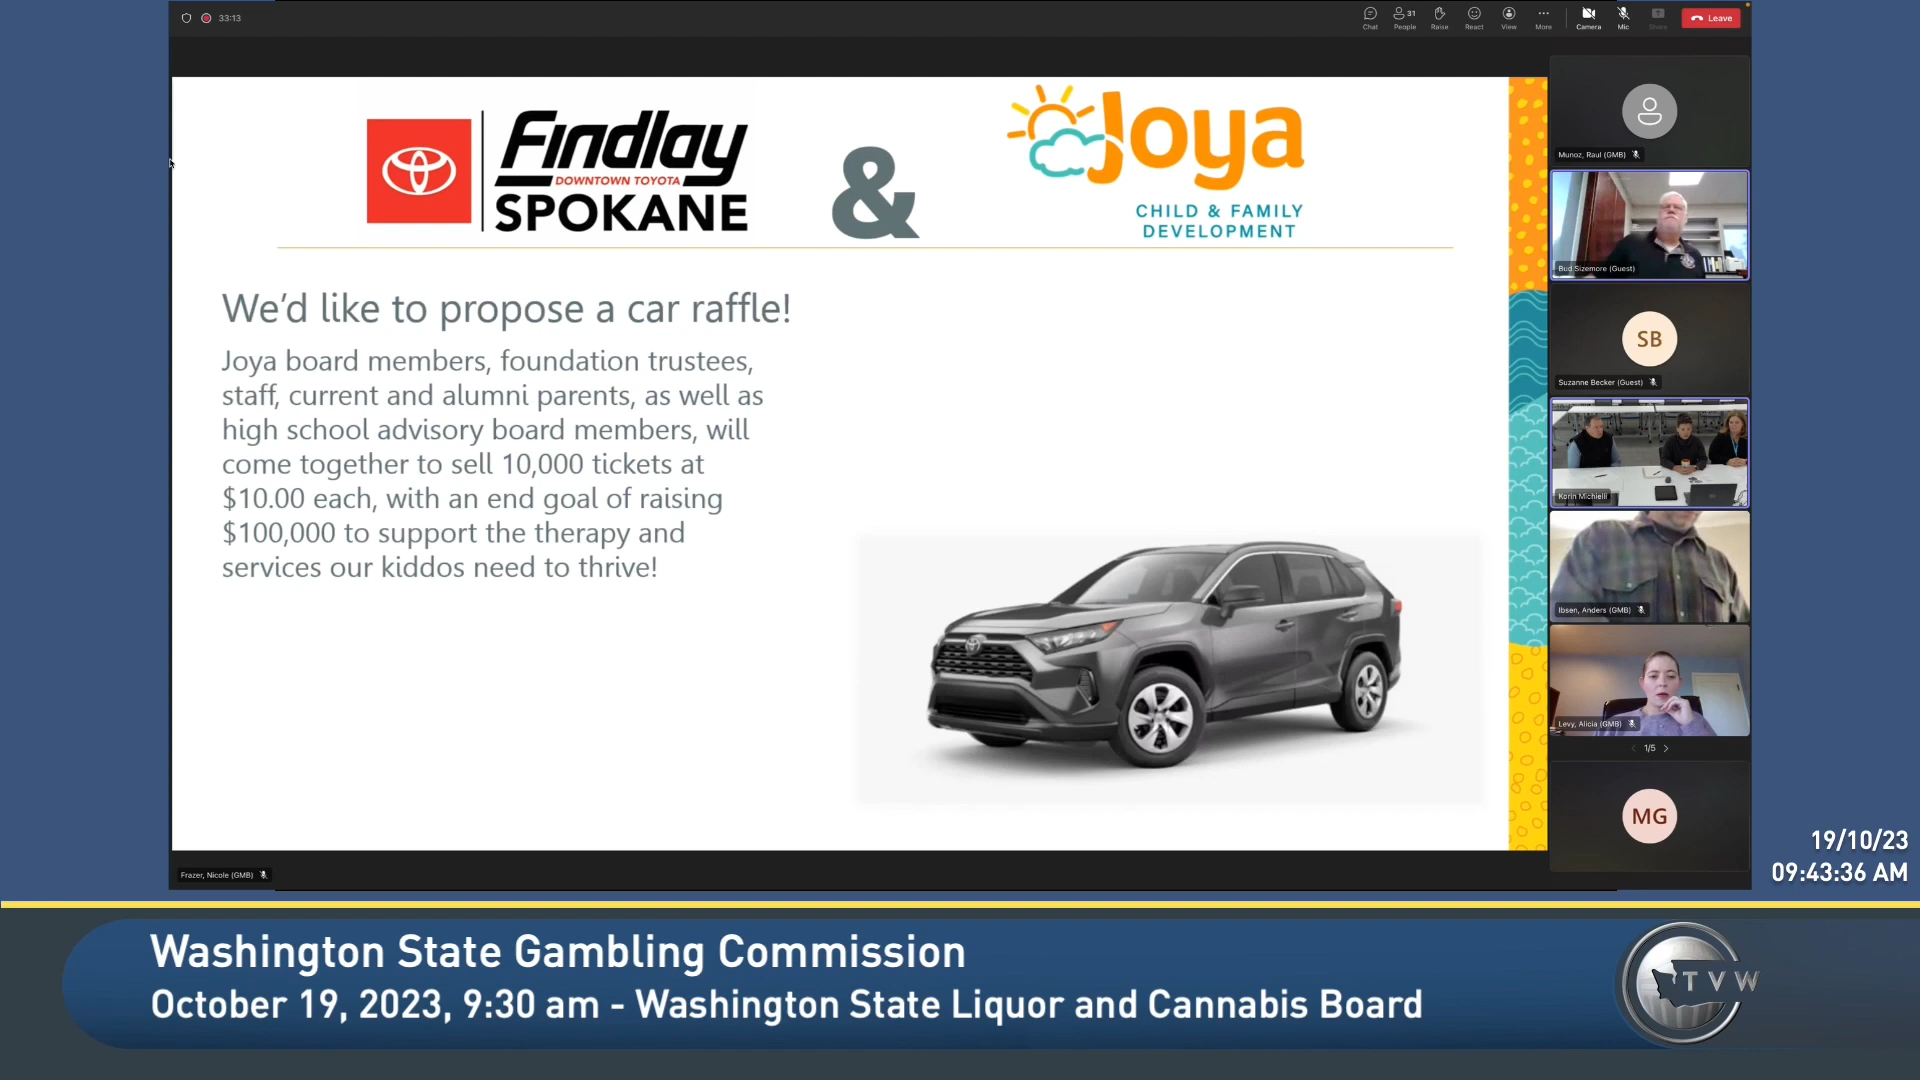 33:13
Chat
31
People
Raise
React
View
More
Camera
Mic
Share
Leave
Findlay
DOWNTOWN TOYOTA
SPOKANE
&
Joya
CHILD & FAMILY
DEVELOPMENT
We'd like to propose a car raffle!
Joya board members, foundation trustees,
staff, current and alumni parents, as well as
high school advisory board members, will
come together to sell 10,000 tickets at
$10.00 each, with an end goal of raising
$100,000 to support the therapy and
services our kiddos need to thrive!
Munoz, Raul (GMB)
Bud Sizemore (Guest)
SB
Suzanne Becker (Guest)
Korin Michielli
Ibsen, Anders (GMB)
Levy, Alicia (GMB)
1/5
MG
Frazer, Nicole (GMB)
19/10/23
09:43:36 AM
Washington State Gambling Commission
October 19, 2023, 9:30 am - Washington State Liquor and Cannabis Board
TVW